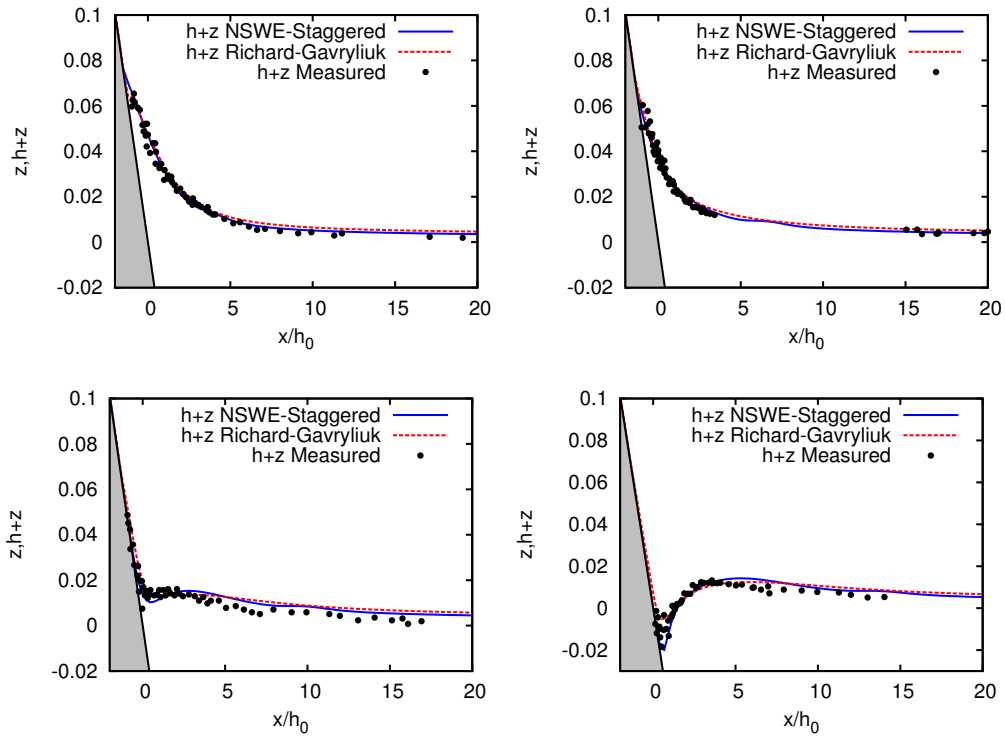 0.1
0.08
0.06
0.04
0.02
0
-0.02
z,h+z
h+z NSWE-Staggered
h+z Richard-Gavryliuk
h+z Measured
0 5 10 15 20
x/h0
0.1
0.08
0.06
0.04
0.02
0
-0.02
z,h+z
h+z NSWE-Staggered
h+z Richard-Gavryliuk
h+z Measured
0 5 10 15 20
x/h0
0.1
0.08
0.06
0.04
0.02
0
-0.02
z,h+z
h+z NSWE-Staggered
h+z Richard-Gavryliuk
h+z Measured
0 5 10 15 20
x/h0
0.1
0.08
0.06
0.04
0.02
0
-0.02
z,h+z
h+z NSWE-Staggered
h+z Richard-Gavryliuk
h+z Measured
0 5 10 15 20
x/h0